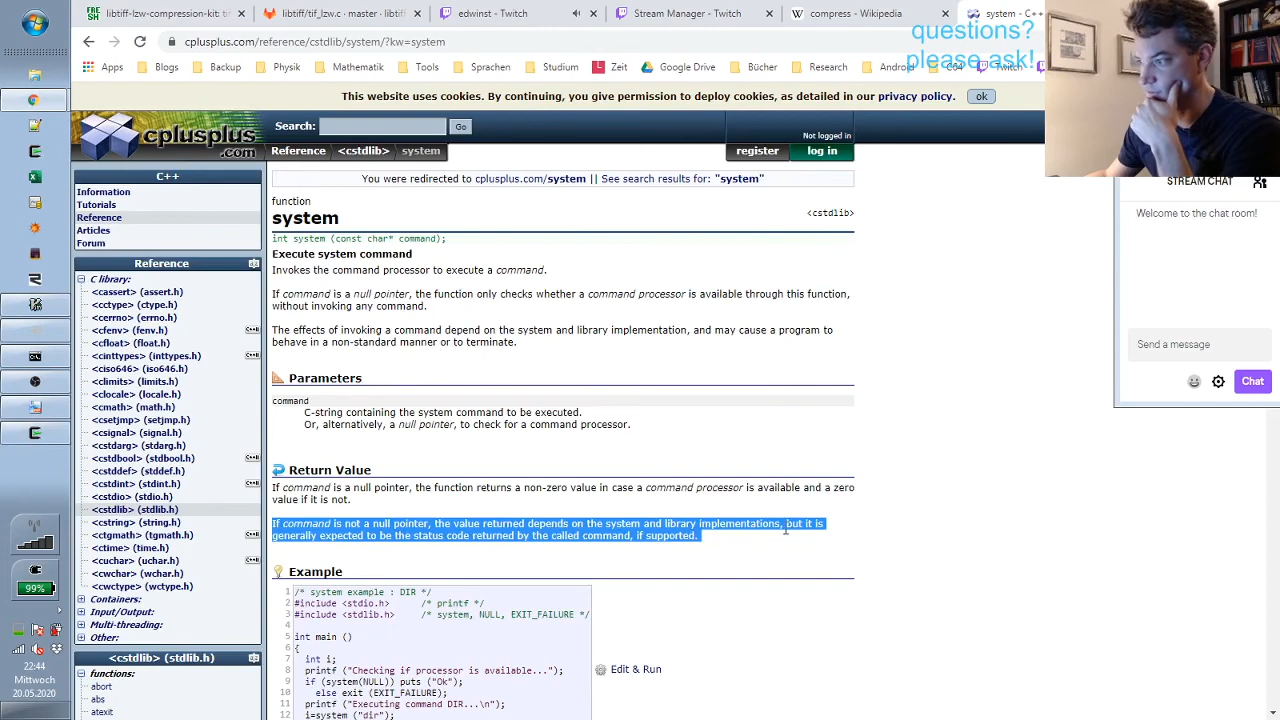 libtiff-lzw-compression-kit: tr
libtiff/tiff.h at master · libtiff
edwinst - Twitch
Stream Manager - Twitch
compress - Wikipedia
system - C++
cplusplus.com/reference/cstdlib/system/?kw=system
questions?
please ask!
Apps
Blogs
Backup
Tools
Sprachen
Studium
Zeit
Google Drive
Bücher
Research
Android
This website uses cookies. By continuing, you give permission to deploy cookies, as detailed in our privacy policy.
ok
cplusplus
.com
Search:
Go
Not logged in
Reference
<cstdlib>
system
register
log in
C++
Information
Tutorials
Reference
Articles
Forum
Reference
C library:
<cassert> (assert.h)
<cctype> (ctype.h)
<cerrno> (errno.h)
<cfenv> (fenv.h)
<cfloat> (float.h)
<cinttypes> (inttypes.h)
<ciso646> (iso646.h)
<climits> (limits.h)
<clocale> (locale.h)
<cmath> (math.h)
<csetjmp> (setjmp.h)
<csignal> (signal.h)
<cstdarg> (stdarg.h)
<cstdbool> (stdbool.h)
<cstddef> (stddef.h)
<cstdint> (stdint.h)
<cstdio> (stdio.h)
<cstdlib> (stdlib.h)
<cstring> (string.h)
<ctgmath> (tgmath.h)
<ctime> (time.h)
<cuchar> (uchar.h)
<cwchar> (wchar.h)
<cwctype> (wctype.h)
Containers:
Input/Output:
Multi-threading:
Other:
<cstdlib> (stdlib.h)
functions:
abort
abs
atexit
You were redirected to cplusplus.com/system || See search results for: "system"
function
system
<cstdlib>
int system (const char* command);
Execute system command
Invokes the command processor to execute a command.
If command is a null pointer, the function only checks whether a command processor is available through this function,
without invoking any command.
The effects of invoking a command depend on the system and library implementation, and may cause a program to
behave in a non-standard manner or to terminate.
Parameters
command
C-string containing the system command to be executed.
Or, alternatively, a null pointer, to check for a command processor.
Return Value
If command is a null pointer, the function returns a non-zero value in case a command processor is available and a zero
value if it is not.
If command is not a null pointer, the value returned depends on the system and library implementations, but it is
generally expected to be the status code returned by the called command, if supported.
Example
1 /* system example : DIR */
2 #include <stdio.h> /* printf */
3 #include <stdlib.h> /* system, NULL, EXIT_FAILURE */
4
5 int main ()
6 {
7 int i;
8 printf ("Checking if processor is available...");
9 if (system(NULL)) puts ("Ok");
10 else exit (EXIT_FAILURE);
11 printf ("Executing command DIR...\n");
12 i=system ("dir");
Edit & Run
STREAM CHAT
Welcome to the chat room!
Send a message
Chat
99%
22:44
Mittwoch
20.05.2020